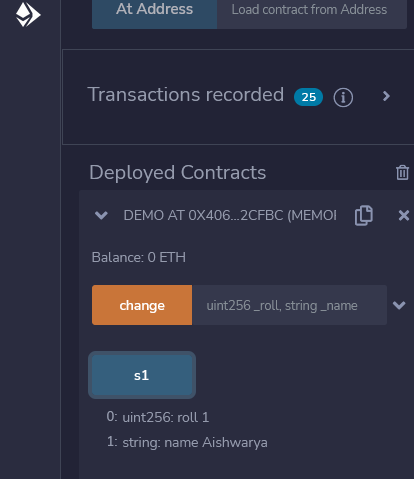 At Address Load contract from Address
Transactions recorded 25 i
Deployed Contracts
DEMO AT 0X406...2CFBC (MEMOI
Balance: 0 ETH
change uint256 _roll, string _name
s1
0: uint256: roll 1
1: string: name Aishwarya